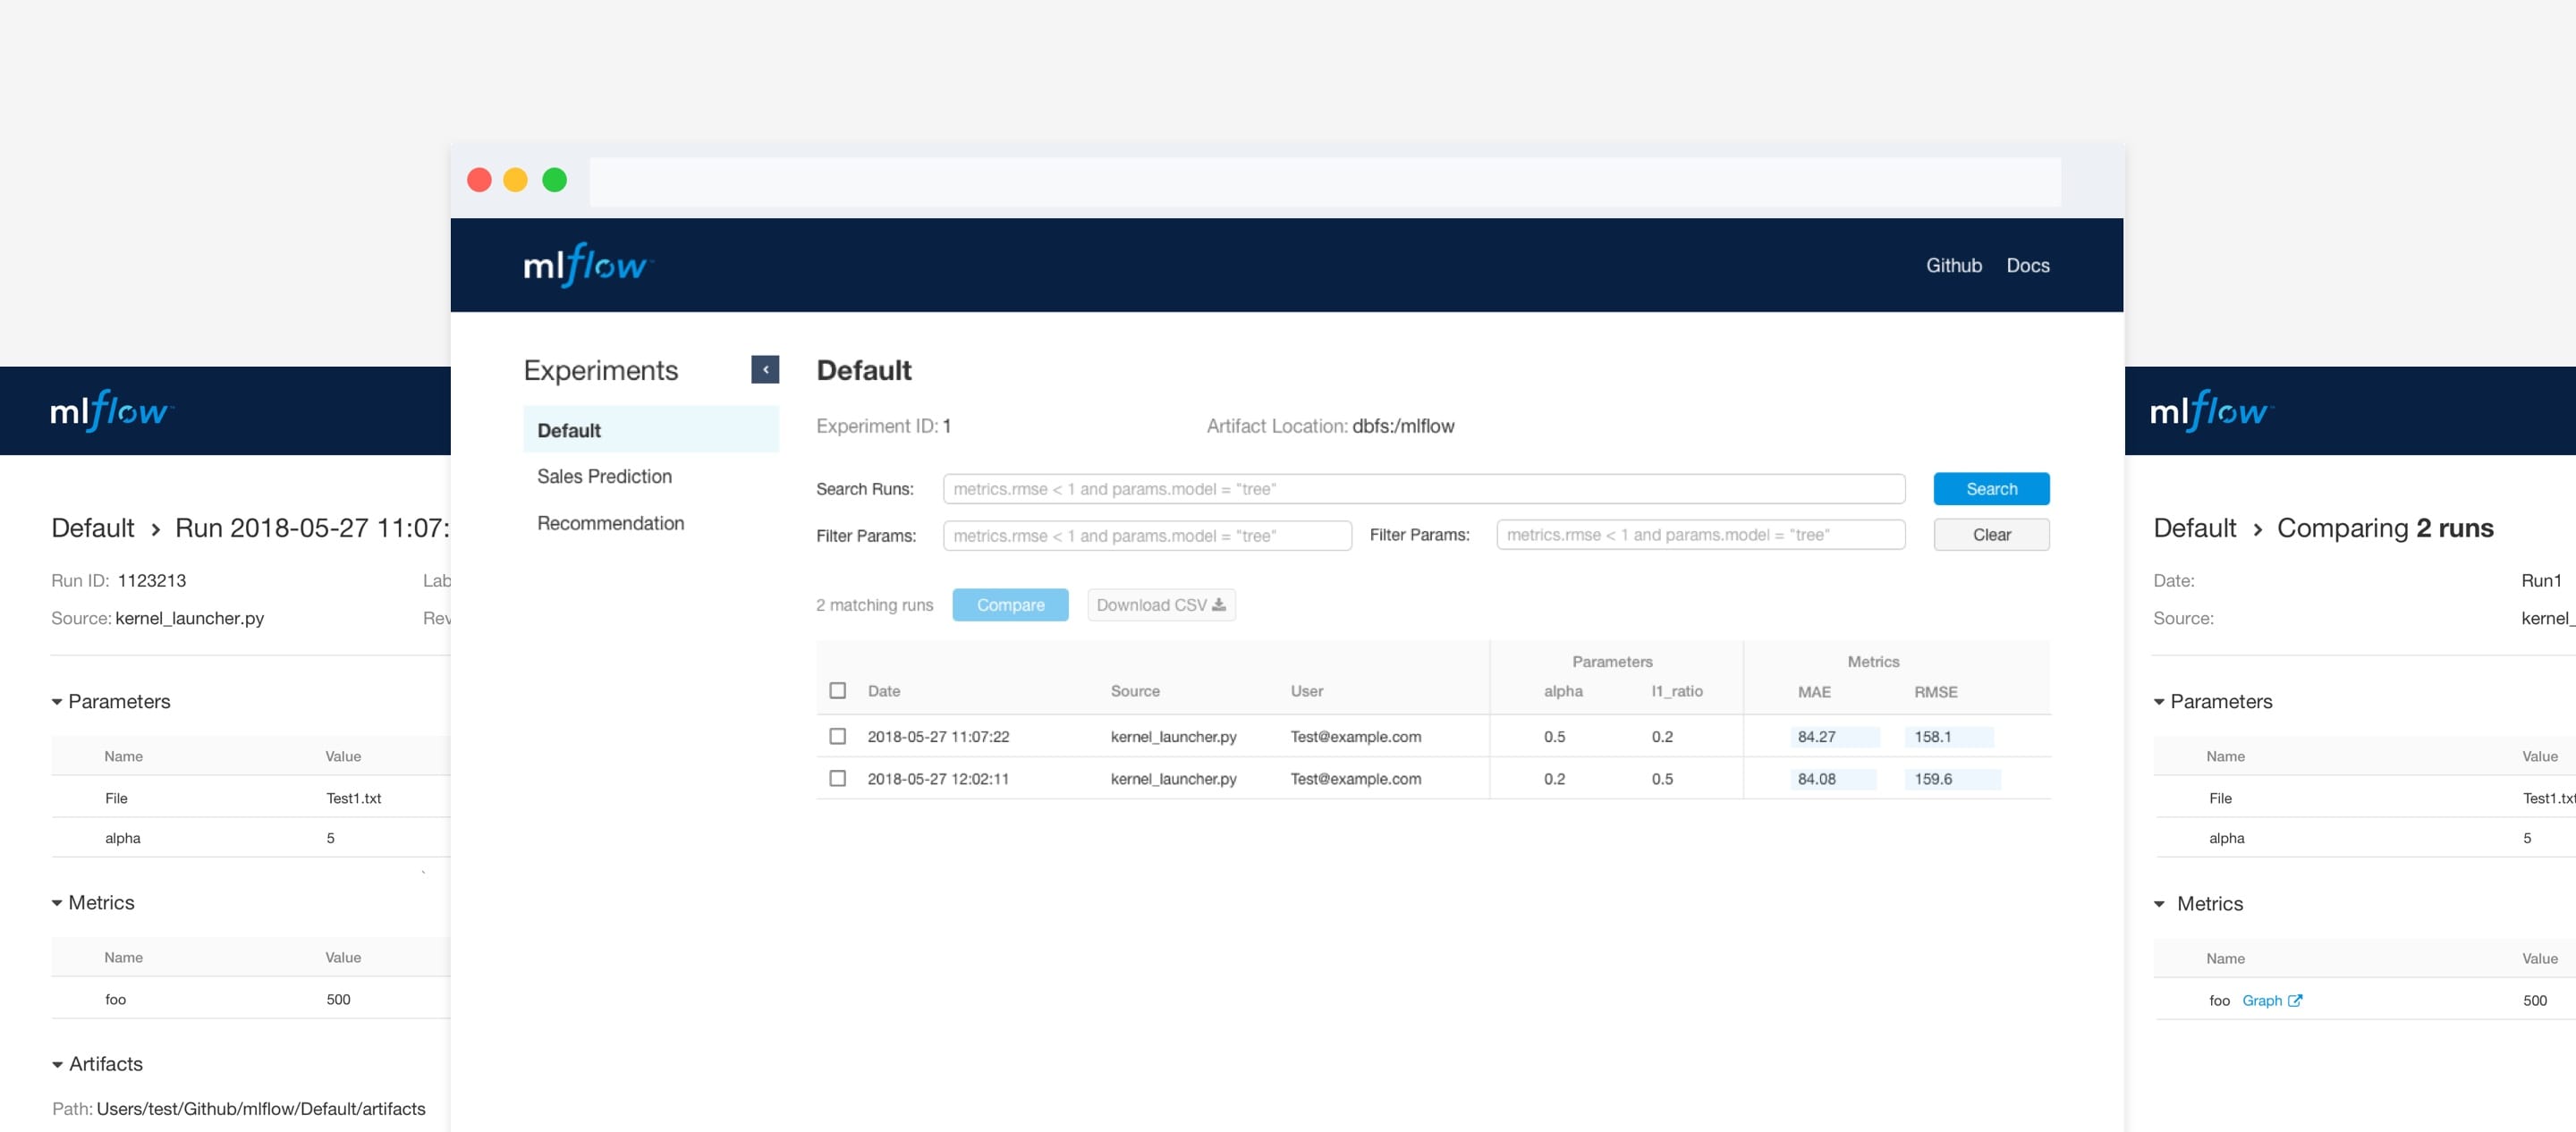 mlflow
Github Docs
Experiments
Default
Sales Prediction
Recommendation
Default
Experiment ID: 1 Artifact Location: dbfs:/mlflow
Search Runs: metrics.rmse < 1 and params.model = "tree" Search
Filter Params: metrics.rmse < 1 and params.model = "tree" Filter Params: metrics.rmse < 1 and params.model = "tree" Clear
2 matching runs Compare Download CSV
Parameters Metrics
Date Source User alpha l1_ratio MAE RMSE
2018-05-27 11:07:22 kernel_launcher.py Test@example.com 0.5 0.2 84.27 158.1
2018-05-27 12:02:11 kernel_launcher.py Test@example.com 0.2 0.5 84.08 159.6
mlflow
Default > Run 2018-05-27 11:07:
Run ID: 1123213 Lab
Source: kernel_launcher.py Rev
Parameters
Name Value
File Test1.txt
alpha 5
Metrics
Name Value
foo 500
Artifacts
Path: Users/test/Github/mlflow/Default/artifacts
mlflow
Default > Comparing 2 runs
Date: Run1
Source: kernel_
Parameters
Name Value
File Test1.txt
alpha 5
Metrics
Name Value
foo Graph 500